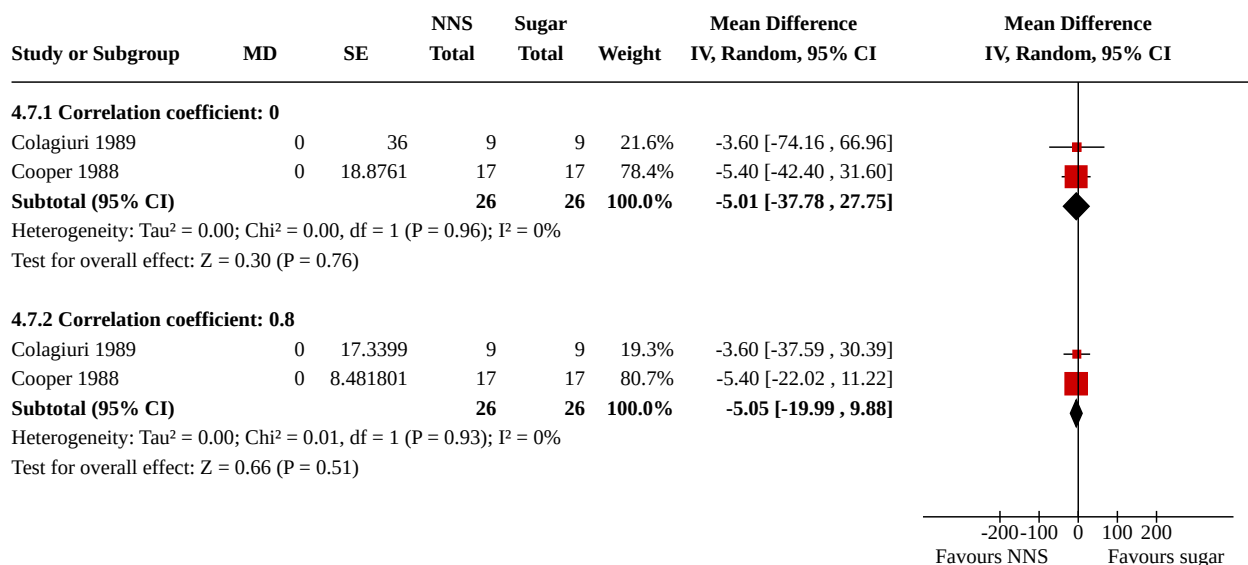 NNS Sugar Mean Difference Mean Difference
Study or Subgroup MD SE Total Total Weight IV, Random, 95% CI IV, Random, 95% CI
4.7.1 Correlation coefficient: 0
Colagiuri 1989 0 36 9 9 21.6% -3.60 [-74.16 , 66.96]
Cooper 1988 0 18.8761 17 17 78.4% -5.40 [-42.40 , 31.60]
Subtotal (95% CI) 26 26 100.0% -5.01 [-37.78 , 27.75]
Heterogeneity: Tau² = 0.00; Chi² = 0.00, df = 1 (P = 0.96); I² = 0%
Test for overall effect: Z = 0.30 (P = 0.76)
4.7.2 Correlation coefficient: 0.8
Colagiuri 1989 0 17.3399 9 9 19.3% -3.60 [-37.59 , 30.39]
Cooper 1988 0 8.481801 17 17 80.7% -5.40 [-22.02 , 11.22]
Subtotal (95% CI) 26 26 100.0% -5.05 [-19.99 , 9.88]
Heterogeneity: Tau² = 0.00; Chi² = 0.01, df = 1 (P = 0.93); I² = 0%
Test for overall effect: Z = 0.66 (P = 0.51)
-200 -100 0 100 200
Favours NNS Favours sugar